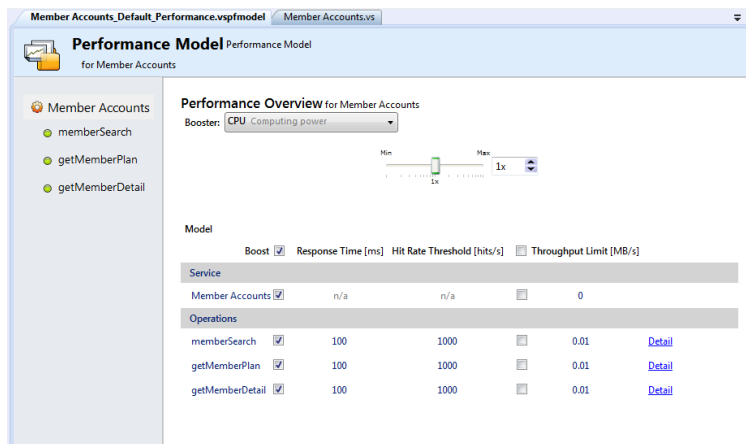 Member Accounts_Default_Performance.vspfmodel Member Accounts.vs
Performance Model Performance Model
for Member Accounts
Member Accounts
memberSearch
getMemberPlan
getMemberDetail
Performance Overview for Member Accounts
Booster: CPU Computing power
Min Max
1x
1x
Model
Boost Response Time [ms] Hit Rate Threshold [hits/s] Throughput Limit [MB/s]
Service
Member Accounts n/a n/a 0
Operations
memberSearch 100 1000 0.01 Detail
getMemberPlan 100 1000 0.01 Detail
getMemberDetail 100 1000 0.01 Detail